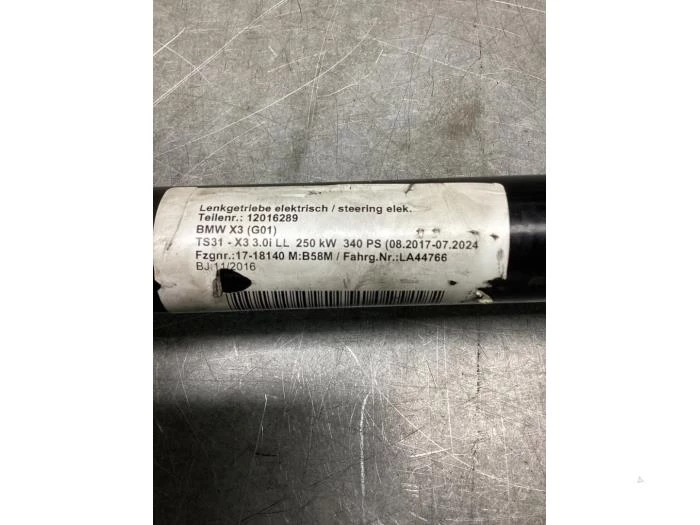 Lenkgetriebe elektrisch / steering elek.
Teilenr.: 12016289
BMW X3 (G01)
TS31 - X3 3.0i LL 250 kW 340 PS (08.2017-07.2024
Fzgnr.:17-18140 M:B58M / Fahrg.Nr.:LA44766
BJ:11/2016